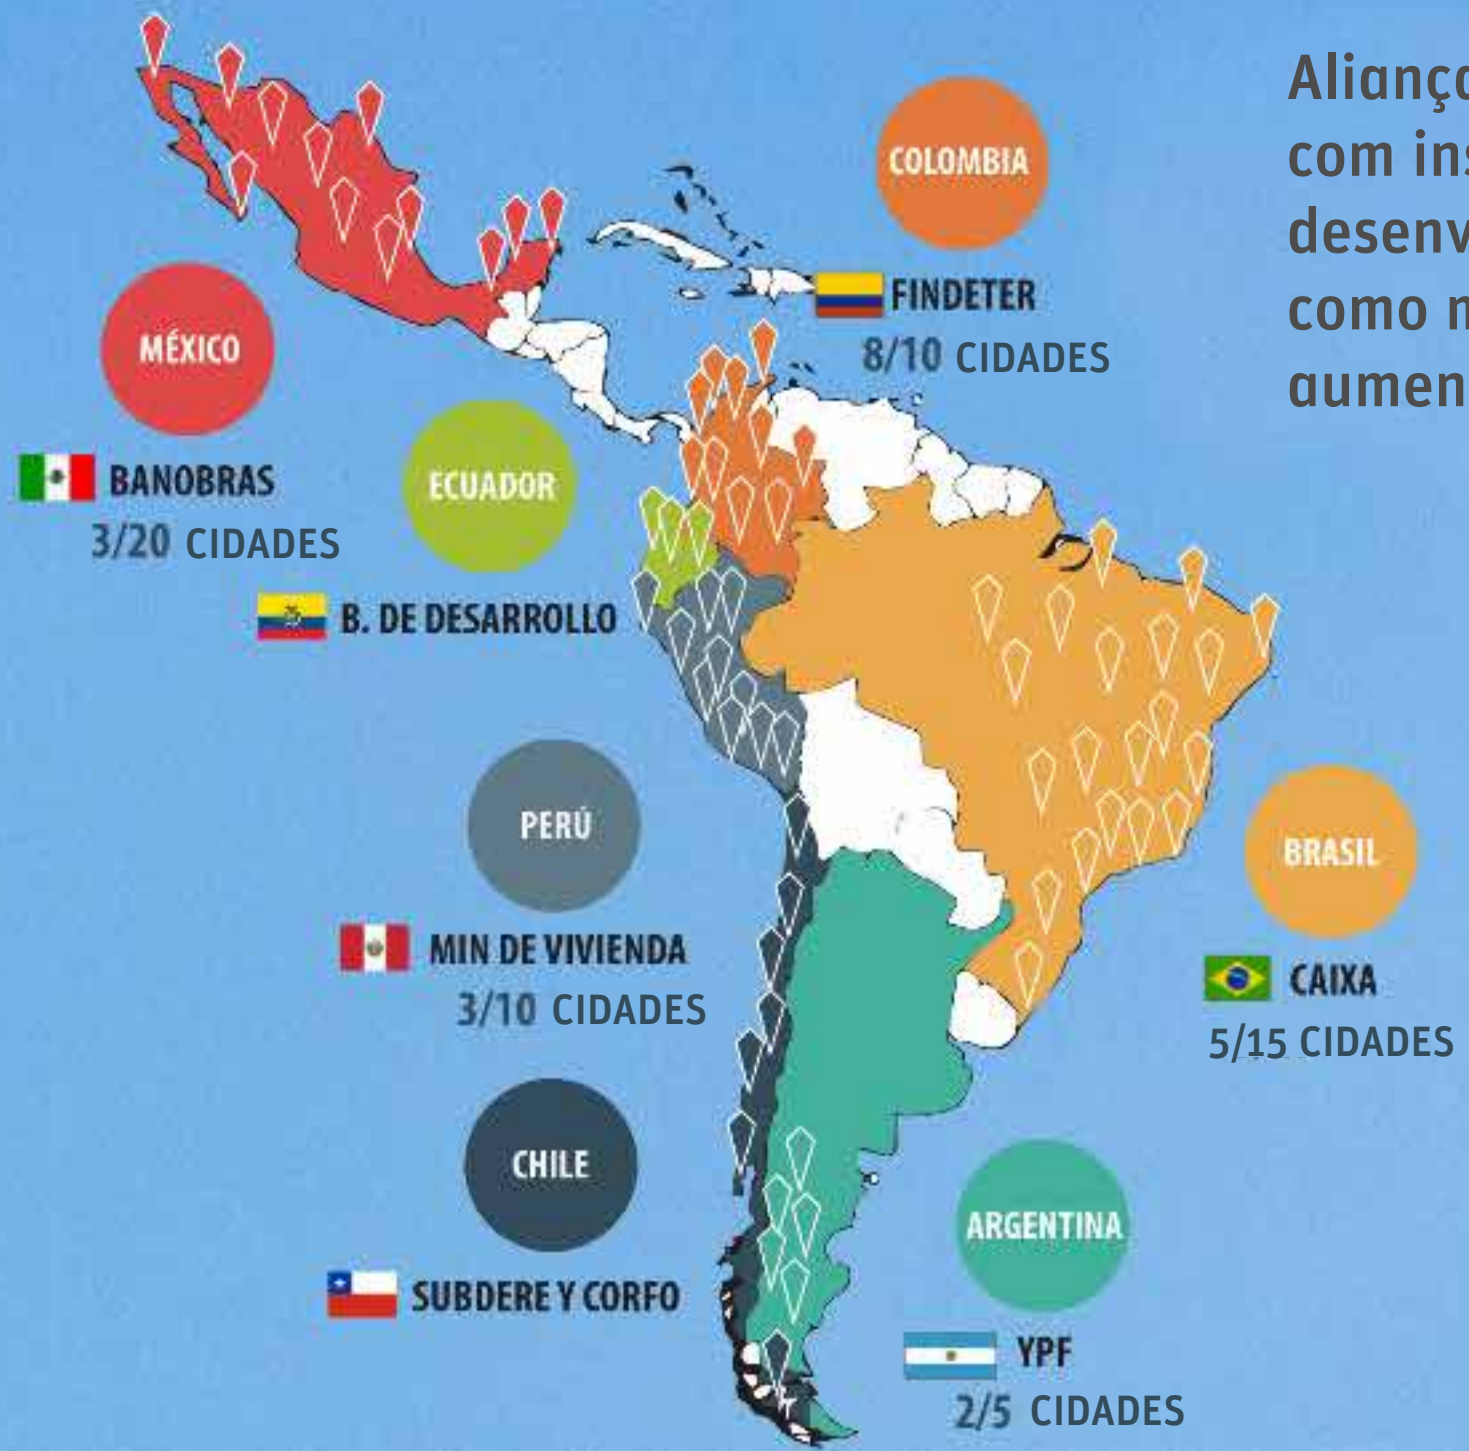 Aliança
com ins
desenv
como n
aumen
COLOMBIA
FINDETER
8/10 CIDADES
MÉXICO
BANOBRAS
3/20 CIDADES
ECUADOR
B. DE DESARROLLO
PERÚ
MIN DE VIVIENDA
3/10 CIDADES
BRASIL
CAIXA
5/15 CIDADES
CHILE
SUBDERE Y CORFO
ARGENTINA
YPF
2/5 CIDADES